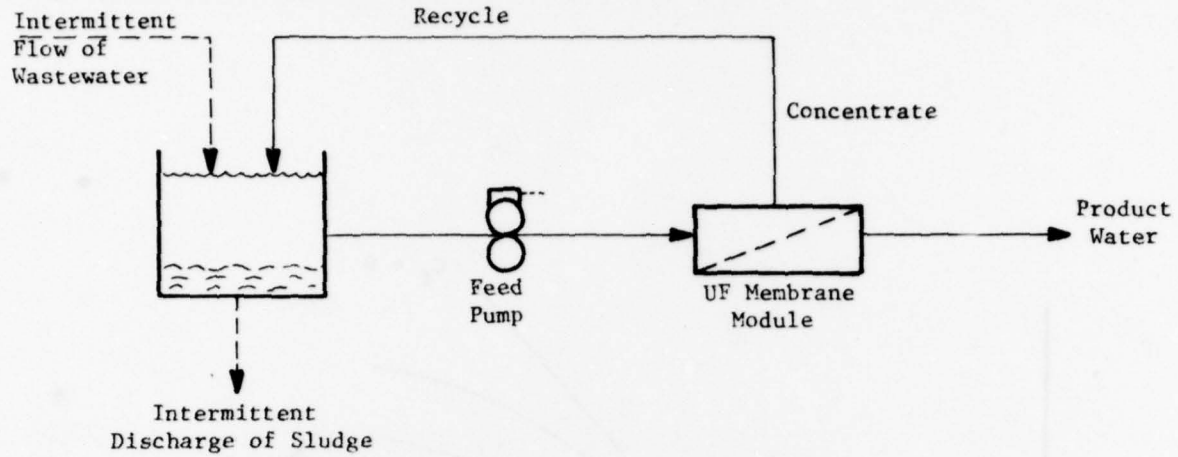 Intermittent
Flow of
Wastewater
Recycle
Concentrate
Product
Water
Feed
Pump
UF Membrane
Module
Intermittent
Discharge of Sludge